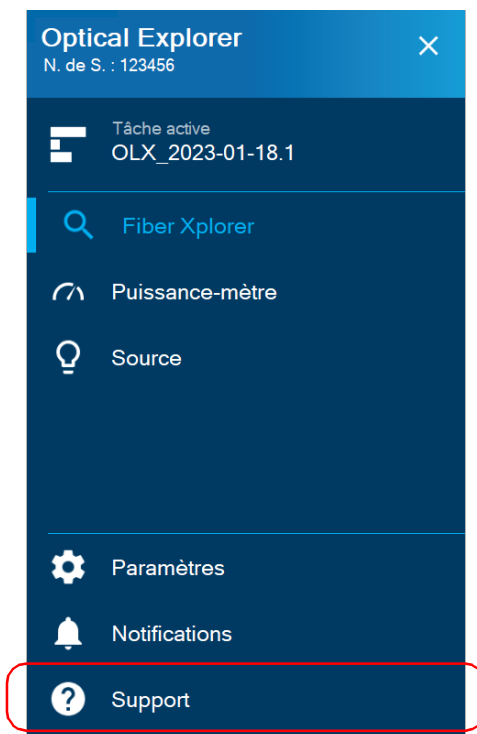 Optical Explorer
N. de S. : 123456
Tâche active
OLX_2023-01-18.1
Fiber Xplorer
Puissance-mètre
Source
Paramètres
Notifications
Support